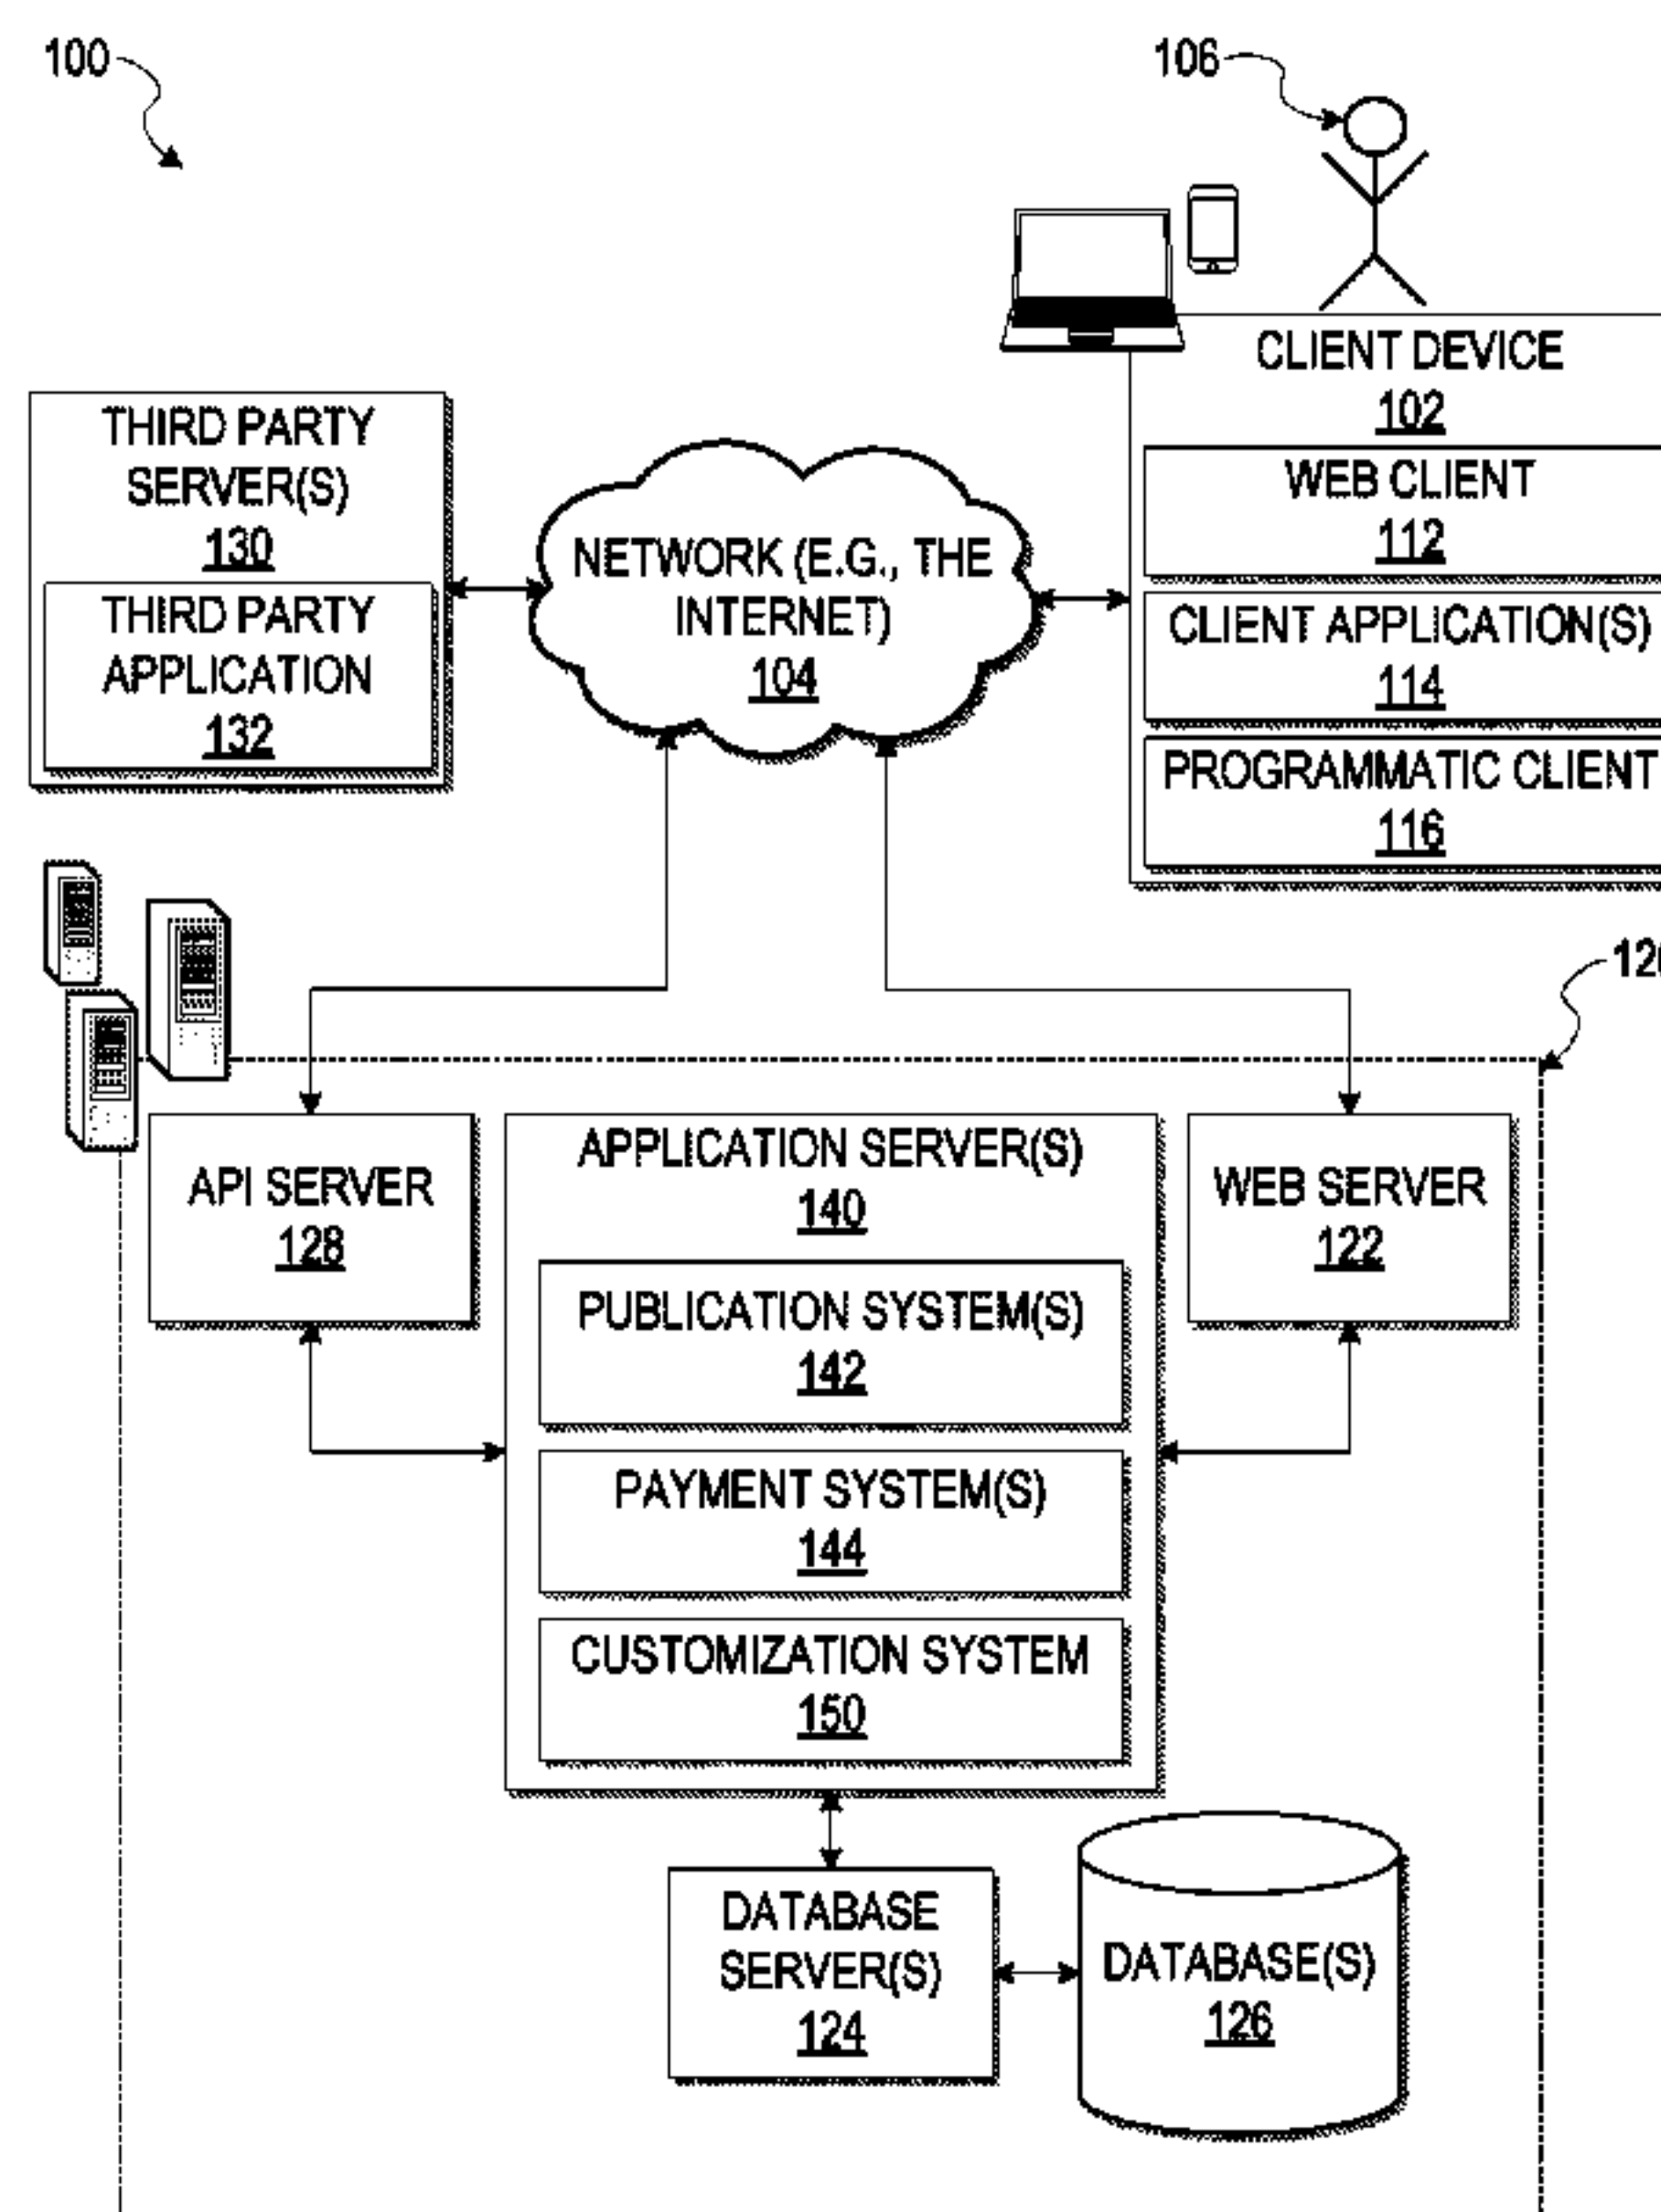 100
106
CLIENT DEVICE
102
WEB CLIENT
112
CLIENT APPLICATION(S)
114
PROGRAMMATIC CLIENT
116
THIRD PARTY
SERVER(S)
130
THIRD PARTY
APPLICATION
132
NETWORK (E.G., THE
INTERNET)
104
API SERVER
128
APPLICATION SERVER(S)
140
PUBLICATION SYSTEM(S)
142
PAYMENT SYSTEM(S)
144
CUSTOMIZATION SYSTEM
150
WEB SERVER
122
DATABASE
SERVER(S)
124
DATABASE(S)
126